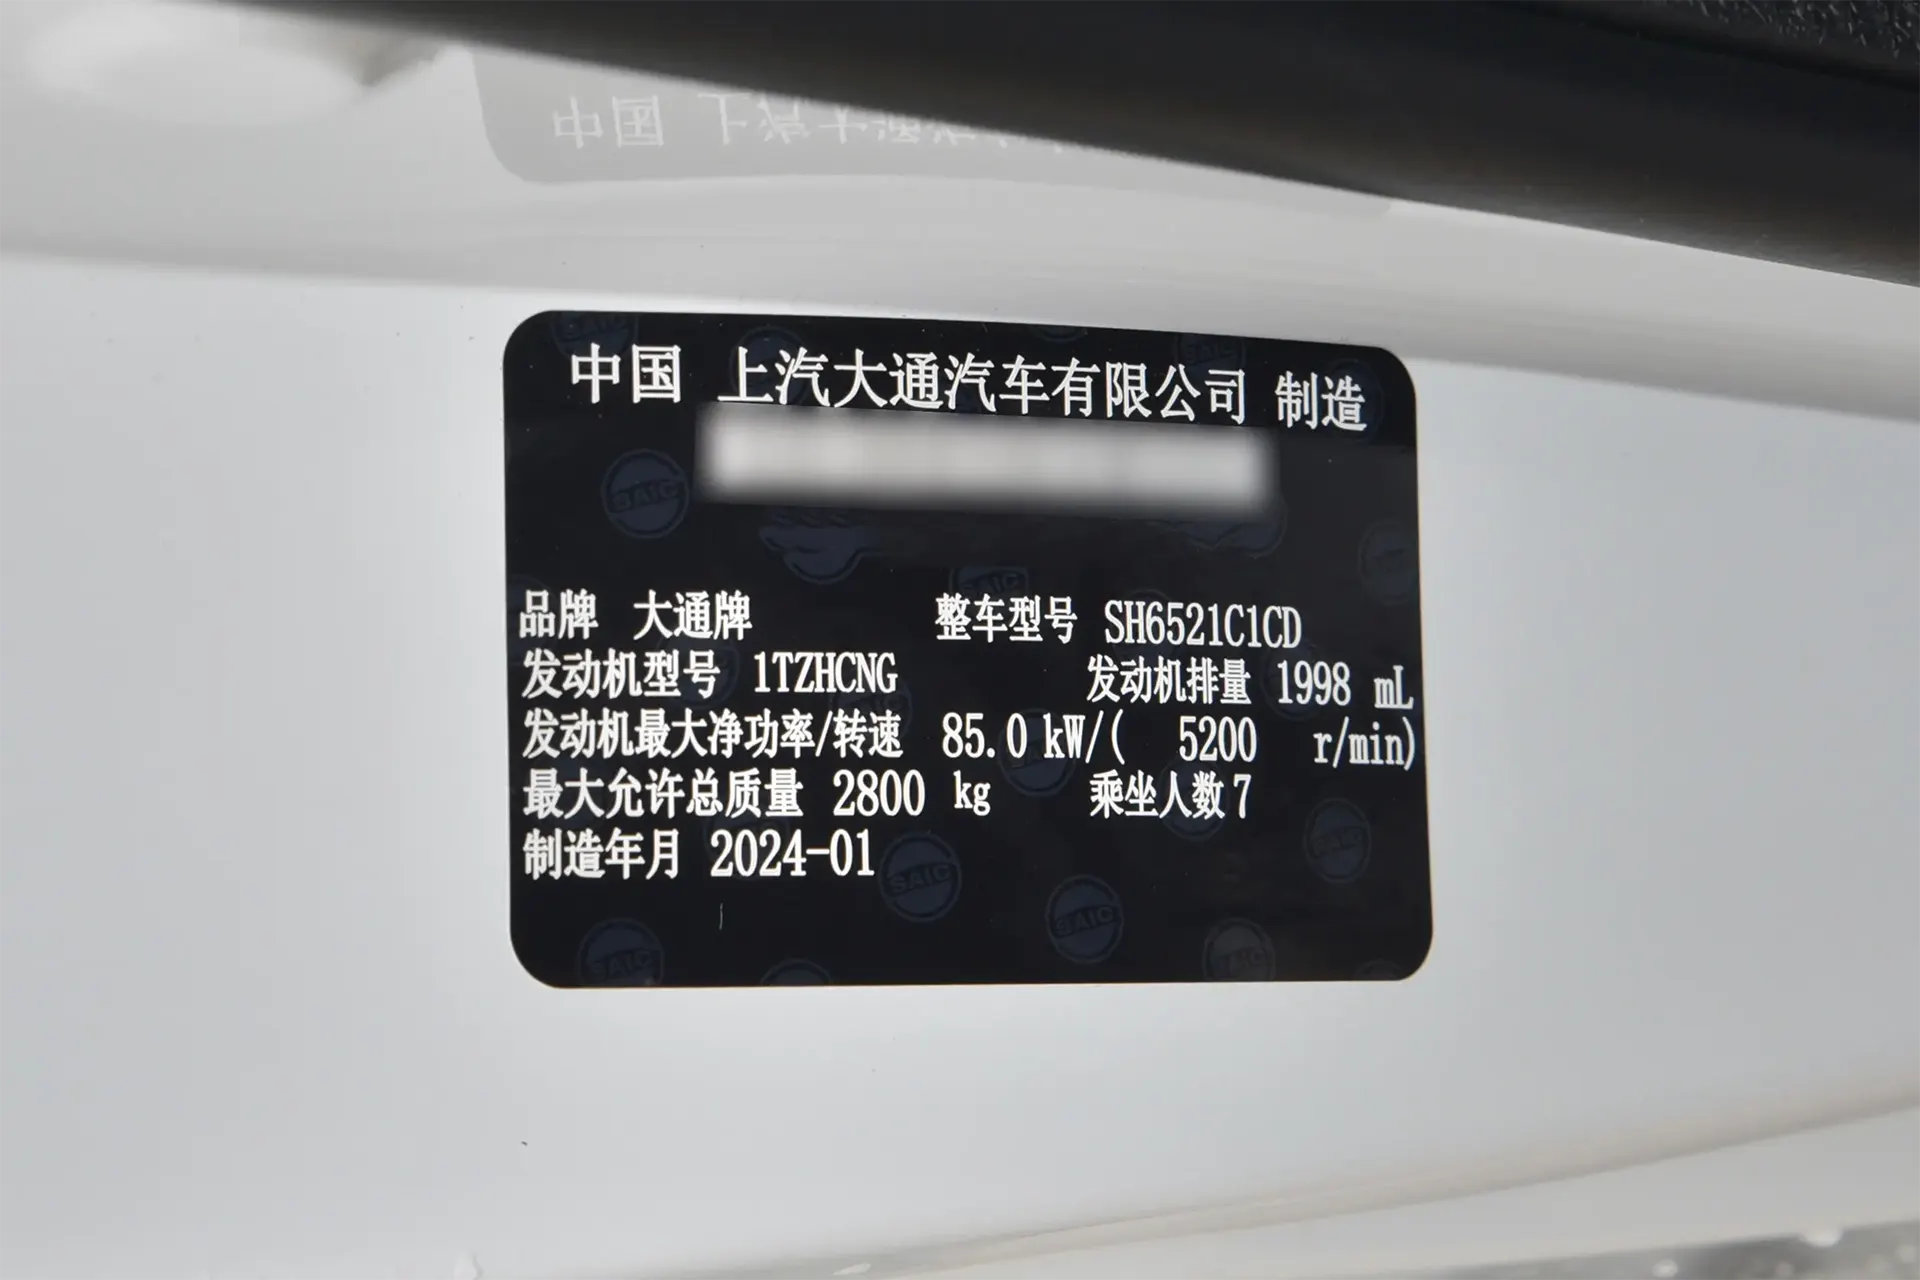 中国 上汽大通汽车有限公司 制造
品牌 大通牌 整车型号 SH6521C1CD
发动机型号 1TZHCNG 发动机排量 1998 mL
发动机最大净功率/转速 85.0 kW/( 5200 r/min)
最大允许总质量 2800 kg 乘坐人数 7
制造年月 2024-01
SAIC